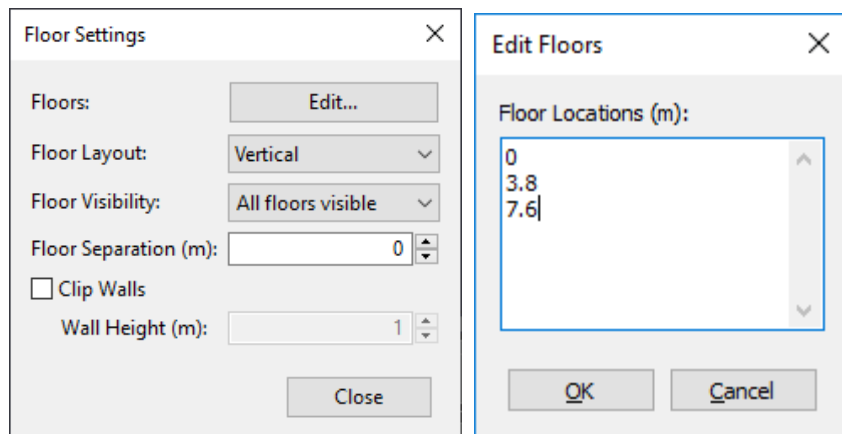 Floor Settings
Floors: Edit...
Floor Layout: Vertical
Floor Visibility: All floors visible
Floor Separation (m): 0
Clip Walls
Wall Height (m): 1
Close
Edit Floors
Floor Locations (m):
0
3.8
7.6
OK Cancel